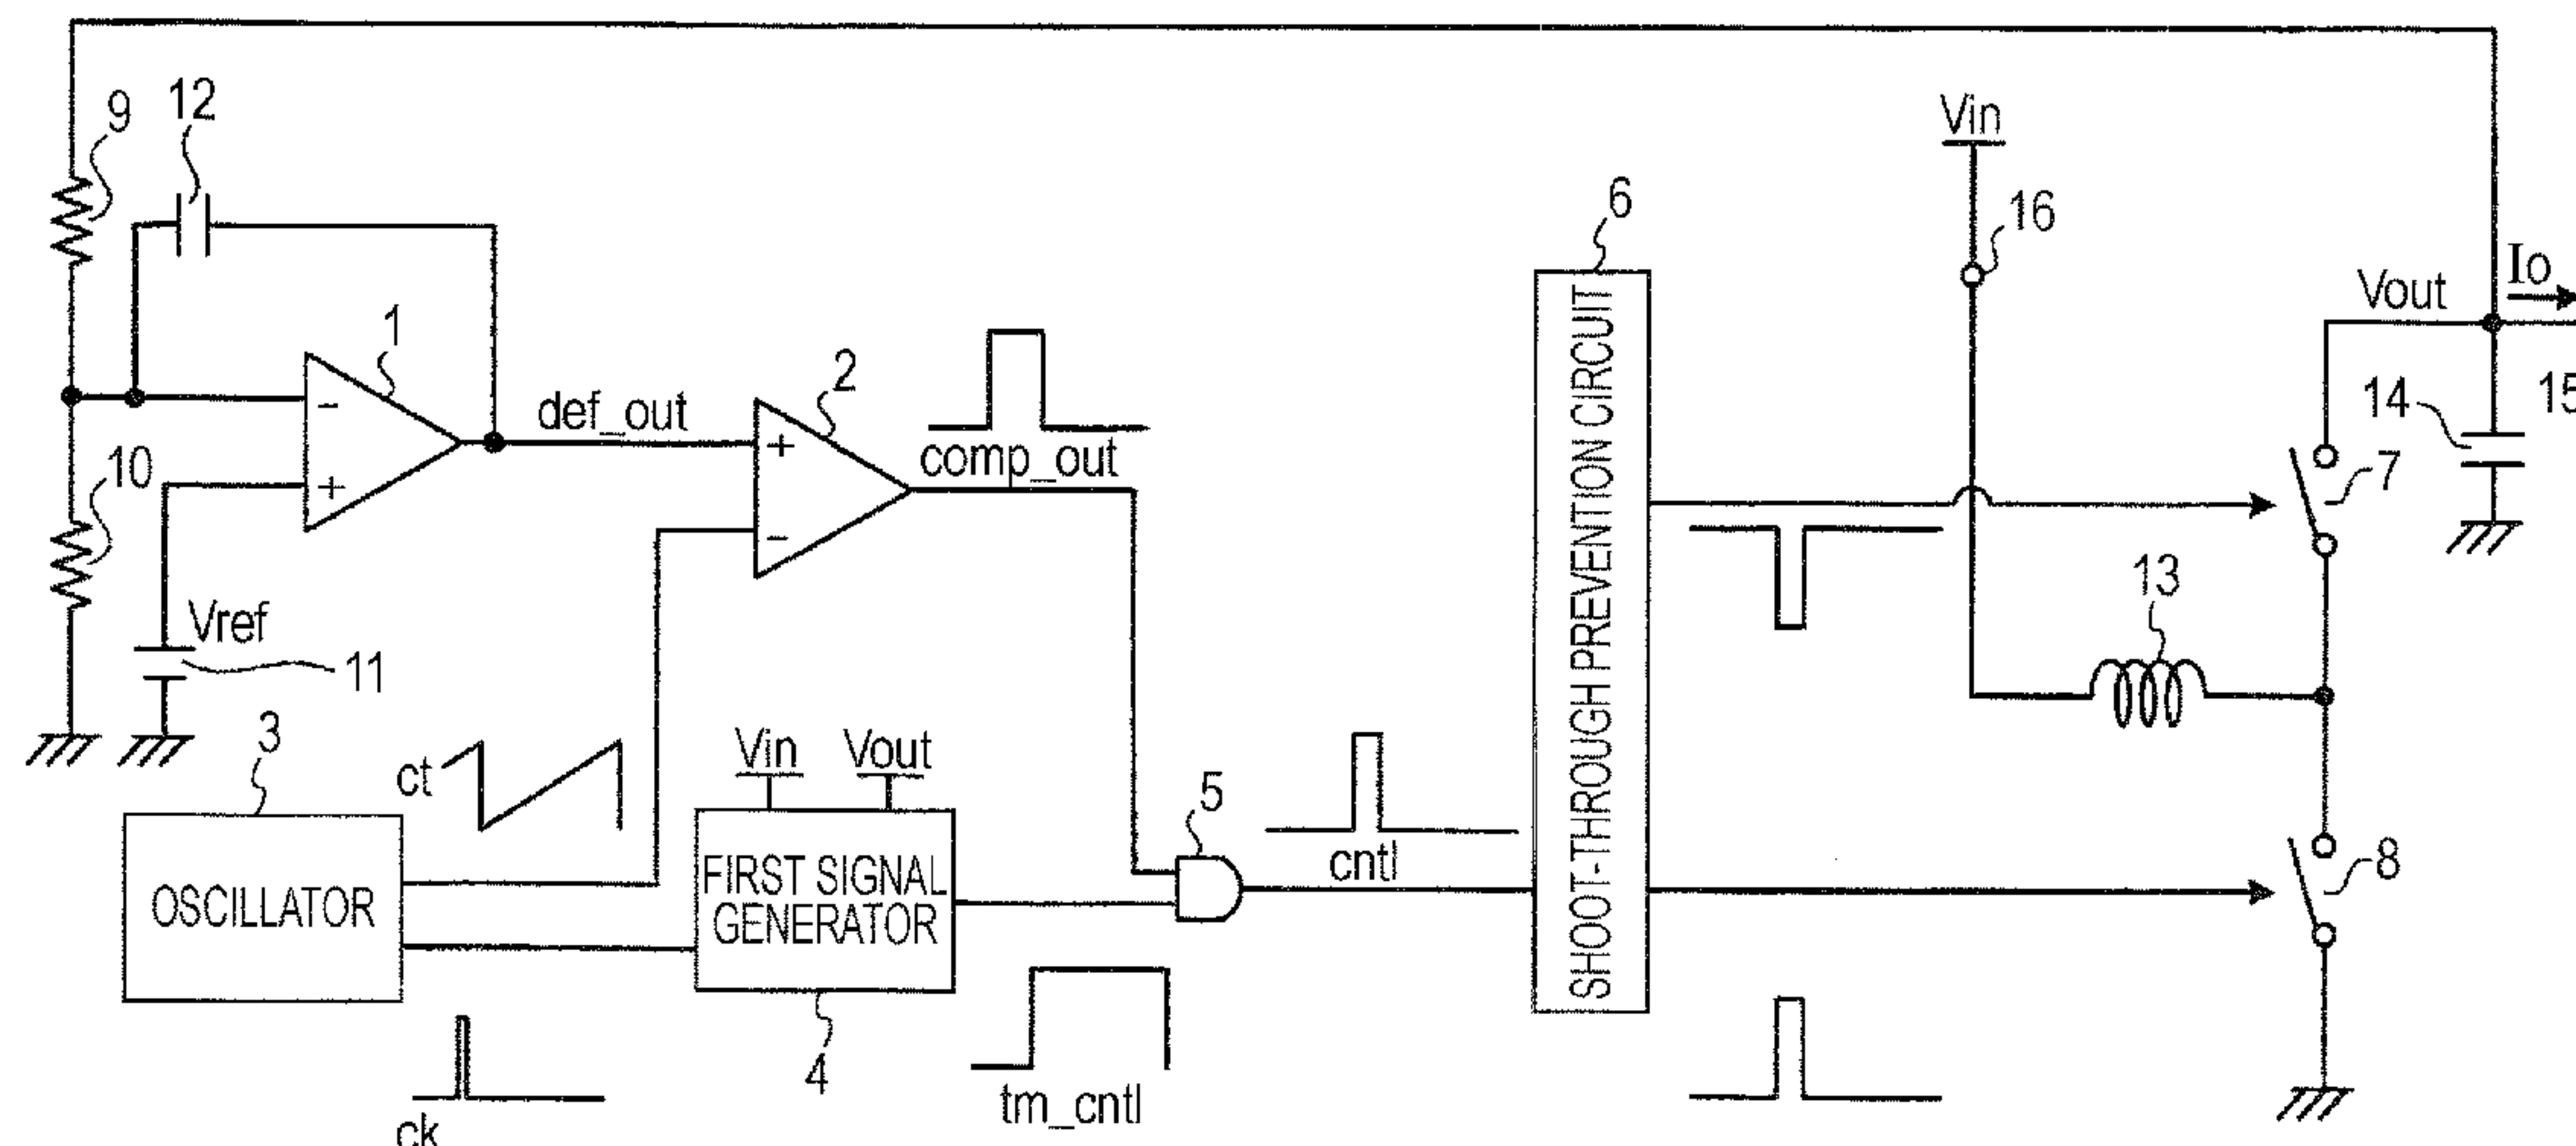 9
12
1
def_out
2
comp_out
10
Vref
11
3
OSCILLATOR
ct
ck
Vin
Vout
FIRST SIGNAL
GENERATOR
4
tm_cntl
5
cntl
6
SHOOT-THROUGH PREVENTION CIRCUIT
Vin
16
13
Vout
Io
14
15
7
8
-
+
+
-